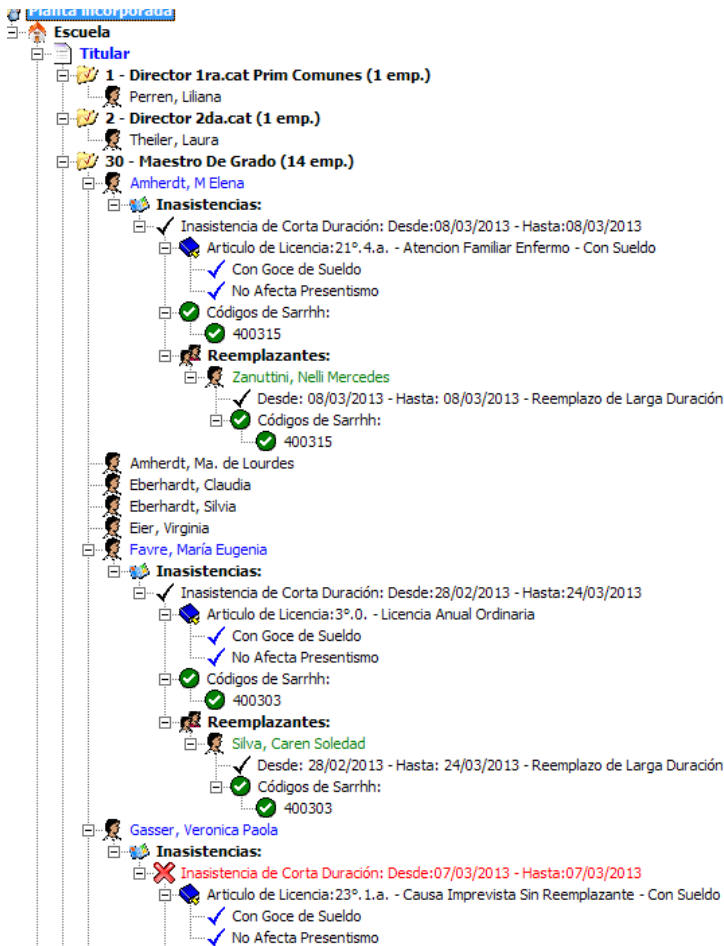 Planta Incorporada
Escuela
Titular
1 - Director 1ra.cat Prim Comunes (1 emp.)
Perren, Liliana
2 - Director 2da.cat (1 emp.)
Theiler, Laura
30 - Maestro De Grado (14 emp.)
Amherdt, M Elena
Inasistencias:
Inasistencia de Corta Duración: Desde:08/03/2013 - Hasta:08/03/2013
Articulo de Licencia:21°.4.a. - Atencion Familiar Enfermo - Con Sueldo
Con Goce de Sueldo
No Afecta Presentismo
Códigos de Sarrhh:
400315
Reemplazantes:
Zanuttini, Nelli Mercedes
Desde: 08/03/2013 - Hasta: 08/03/2013 - Reemplazo de Larga Duración
Códigos de Sarrhh:
400315
Amherdt, Ma. de Lourdes
Eberhardt, Claudia
Eberhardt, Silvia
Eier, Virginia
Favre, María Eugenia
Inasistencias:
Inasistencia de Corta Duración: Desde:28/02/2013 - Hasta:24/03/2013
Articulo de Licencia:3°.0. - Licencia Anual Ordinaria
Con Goce de Sueldo
No Afecta Presentismo
Códigos de Sarrhh:
400303
Reemplazantes:
Silva, Caren Soledad
Desde: 28/02/2013 - Hasta: 24/03/2013 - Reemplazo de Larga Duración
Códigos de Sarrhh:
400303
Gasser, Veronica Paola
Inasistencias:
Inasistencia de Corta Duración: Desde:07/03/2013 - Hasta:07/03/2013
Articulo de Licencia:23°.1.a. - Causa Imprevista Sin Reemplazante - Con Sueldo
Con Goce de Sueldo
No Afecta Presentismo